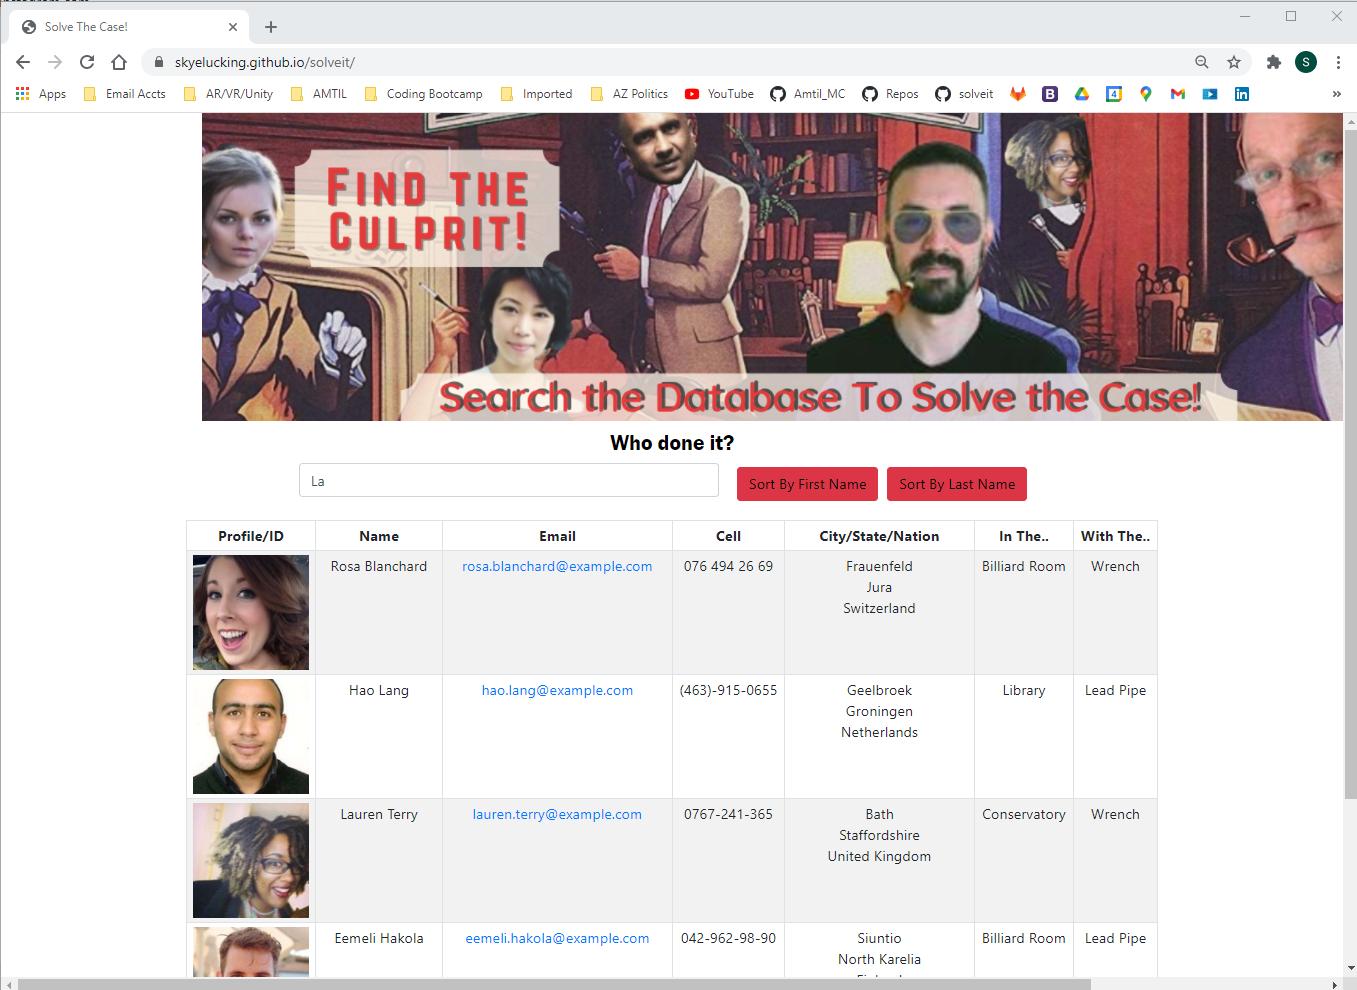 Solve The Case!
skyelucking.github.io/solveit/
S
Apps Email Accts AR/VR/Unity AMTIL Coding Bootcamp Imported AZ Politics YouTube Amtil_MC Repos solveit B 4 in »
FIND THE
CULPRIT!
Search the Database To Solve the Case!
Who done it?
La Sort By First Name Sort By Last Name
Profile/ID Name Email Cell City/State/Nation In The.. With The..
Rosa Blanchard rosa.blanchard@example.com 076 494 26 69 Frauenfeld Billiard Room Wrench
Jura
Switzerland
Hao Lang hao.lang@example.com (463)-915-0655 Geelbroek Library Lead Pipe
Groningen
Netherlands
Lauren Terry lauren.terry@example.com 0767-241-365 Bath Conservatory Wrench
Staffordshire
United Kingdom
Eemeli Hakola eemeli.hakola@example.com 042-962-98-90 Siuntio Billiard Room Lead Pipe
North Karelia